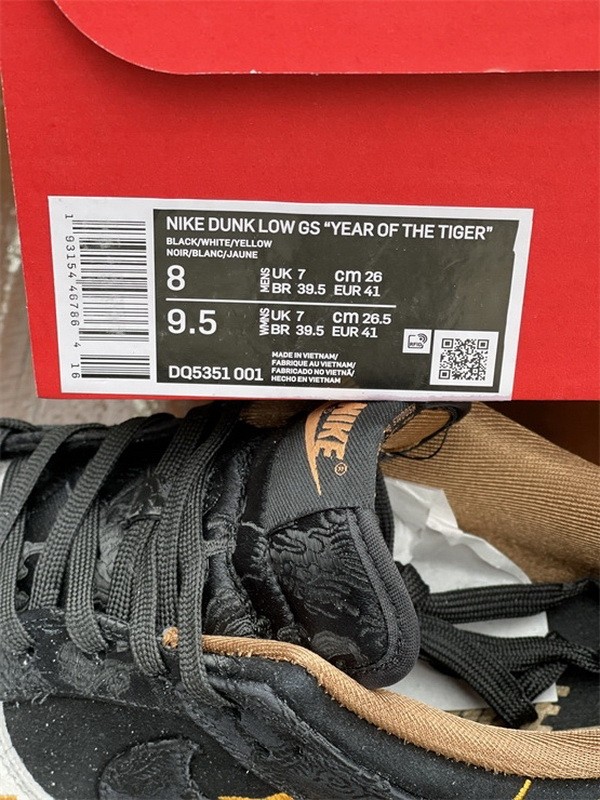 NIKE DUNK LOW GS “YEAR OF THE TIGER”
BLACK/WHITE/YELLOW
NOIR/BLANC/JAUNE
8 MENS UK 7 cm 26
BR 39.5 EUR 41
9.5 WMNS UK 7 cm 26.5
BR 39.5 EUR 41
MADE IN VIETNAM/
FABRIQUE AU VIETNAM/
FABRICADO NO VIETNÃ/
HECHO EN VIETNAM
DQ5351 001
RFID
1 93154 46786 4 16
NIKE®